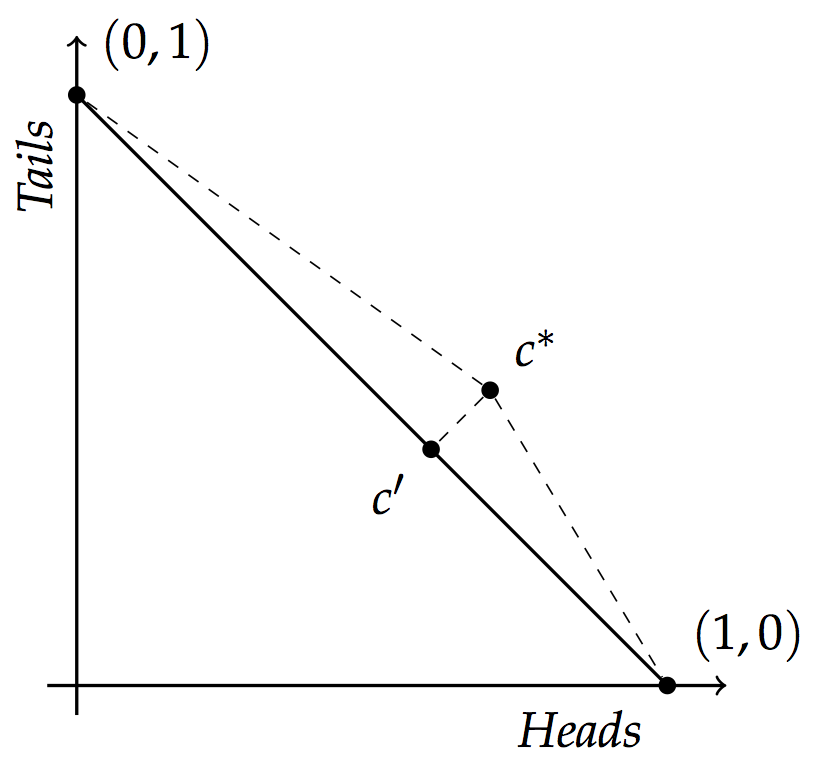 (0, 1)
Tails
c*
c′
(1, 0)
Heads